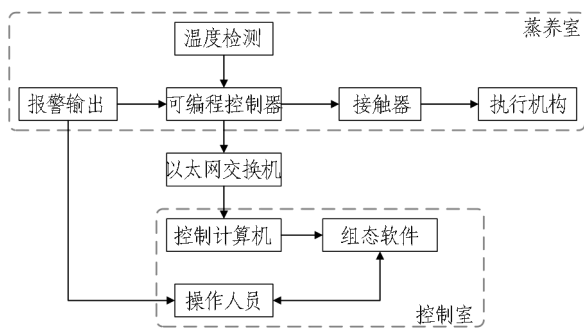 蒸养室
温度检测
报警输出
可编程控制器
接触器
执行机构
以太网交换机
控制计算机
组态软件
操作人员
控制室